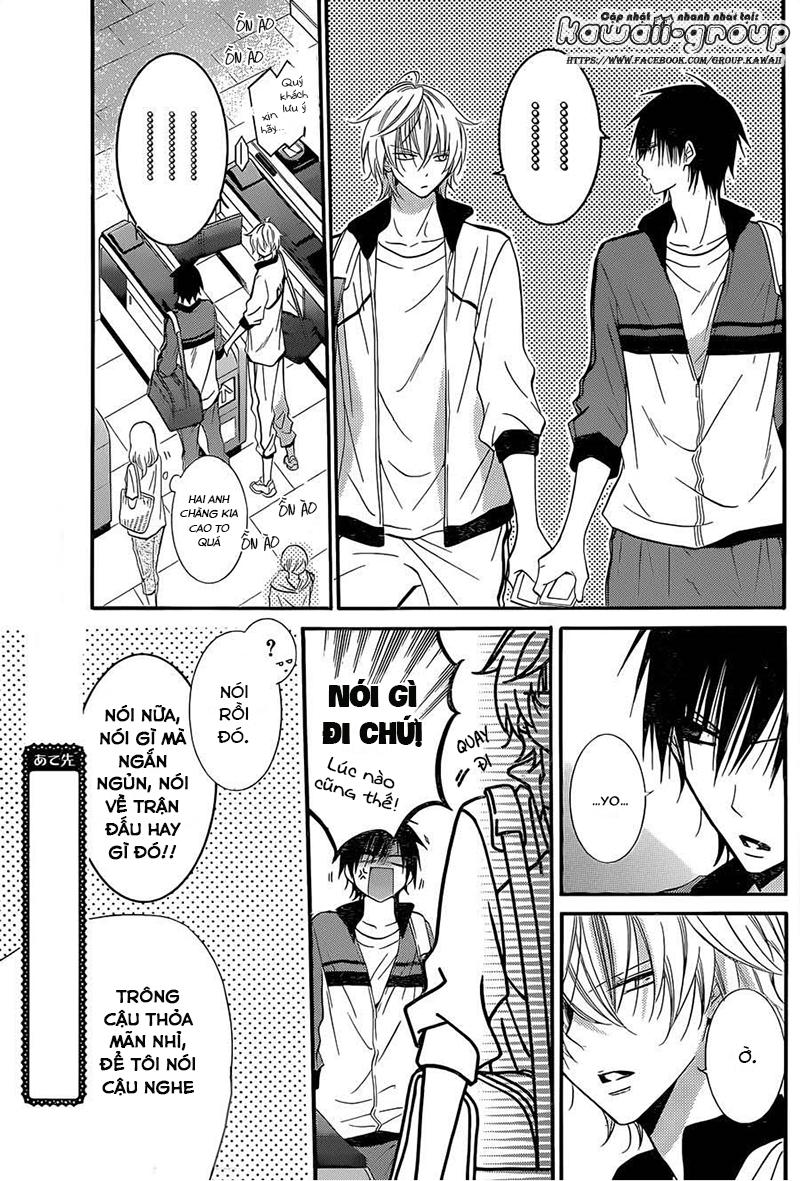 Cập nhật nhanh nhất tại:
kawaii-group
HTTPS://WWW.FACEBOOK.COM/GROUP.KAWAII
ỒN ÀO
ỒN ÀO
Quý
khách
lưu ý
xin
hãy...
HAI ANH
CHÀNG KIA
CAO TO
QUÁ
ỒN ÀO
ỒN ÀO
...YO...
Ờ.
QUAY
ĐI
NÓI GÌ
ĐI CHÚ!
Lúc nào
cũng thế!
?
NÓI
RỒI
ĐÓ.
NÓI NỮA,
NÓI GÌ MÀ
NGẮN
NGỦN, NÓI
VỀ TRẬN
ĐẤU HAY
GÌ ĐÓ!!
TRÔNG
CẬU THỎA
MÃN NHỈ,
ĐỂ TÔI NÓI
CẬU NGHE
あて先